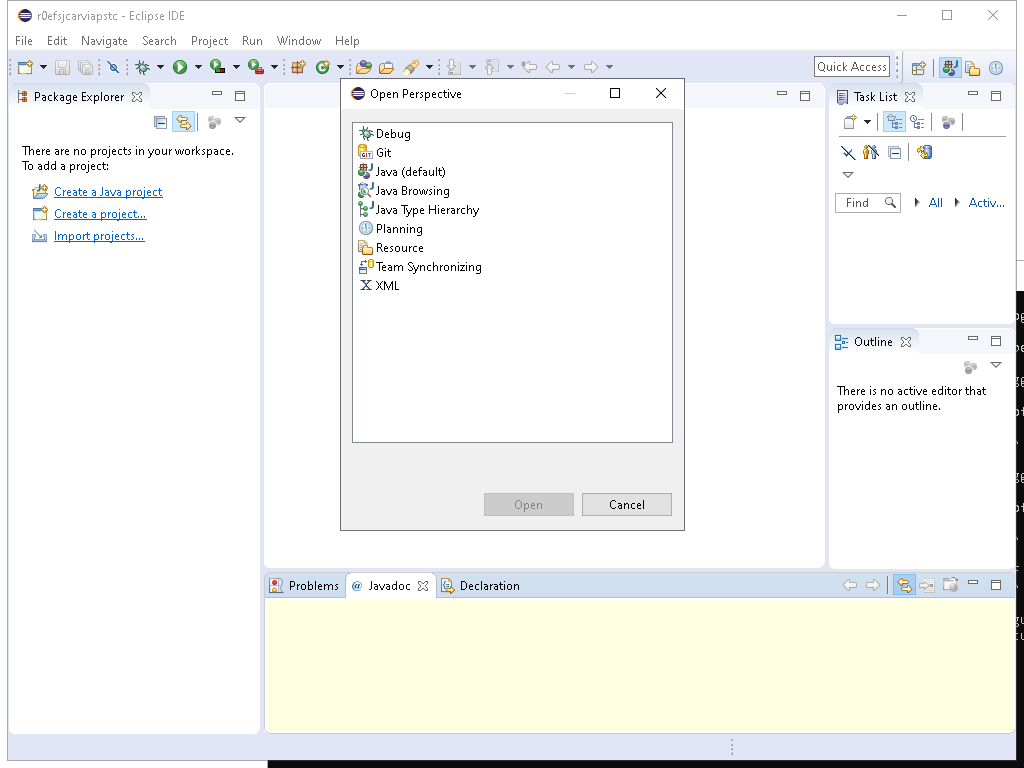 r0efsjcarviapstc - Eclipse IDE
File Edit Navigate Search Project Run Window Help
Quick Access
Package Explorer
There are no projects in your workspace.
To add a project:
Create a Java project
Create a project...
Import projects...
Open Perspective
Debug
Git
Java (default)
Java Browsing
Java Type Hierarchy
Planning
Resource
Team Synchronizing
XML
Open Cancel
Task List
Find All Activ...
Outline
There is no active editor that
provides an outline.
Problems @ Javadoc Declaration